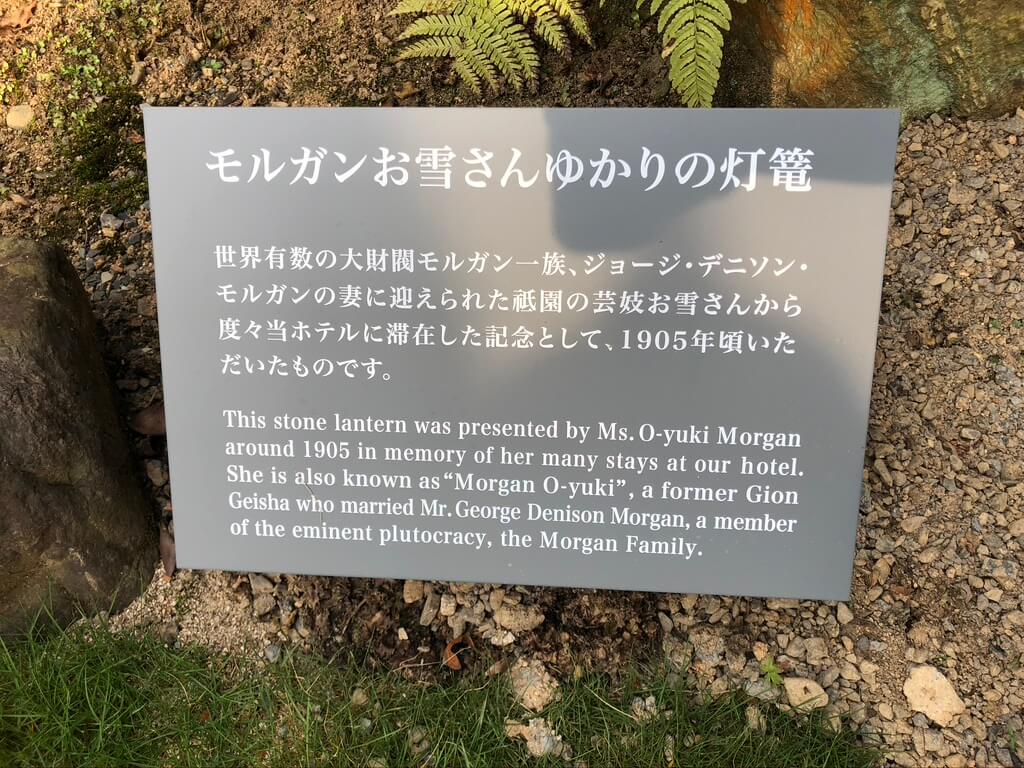 モルガンお雪さんゆかりの灯篭
世界有数の大財閥モルガン一族、ジョージ・デニソン・
モルガンの妻に迎えられた祇園の芸妓お雪さんから
度々当ホテルに滞在した記念として、1905年頃いた
だいたものです。
This stone lantern was presented by Ms. O-yuki Morgan
around 1905 in memory of her many stays at our hotel.
She is also known as “Morgan O-yuki”, a former Gion
Geisha who married Mr. George Denison Morgan, a member
of the eminent plutocracy, the Morgan Family.